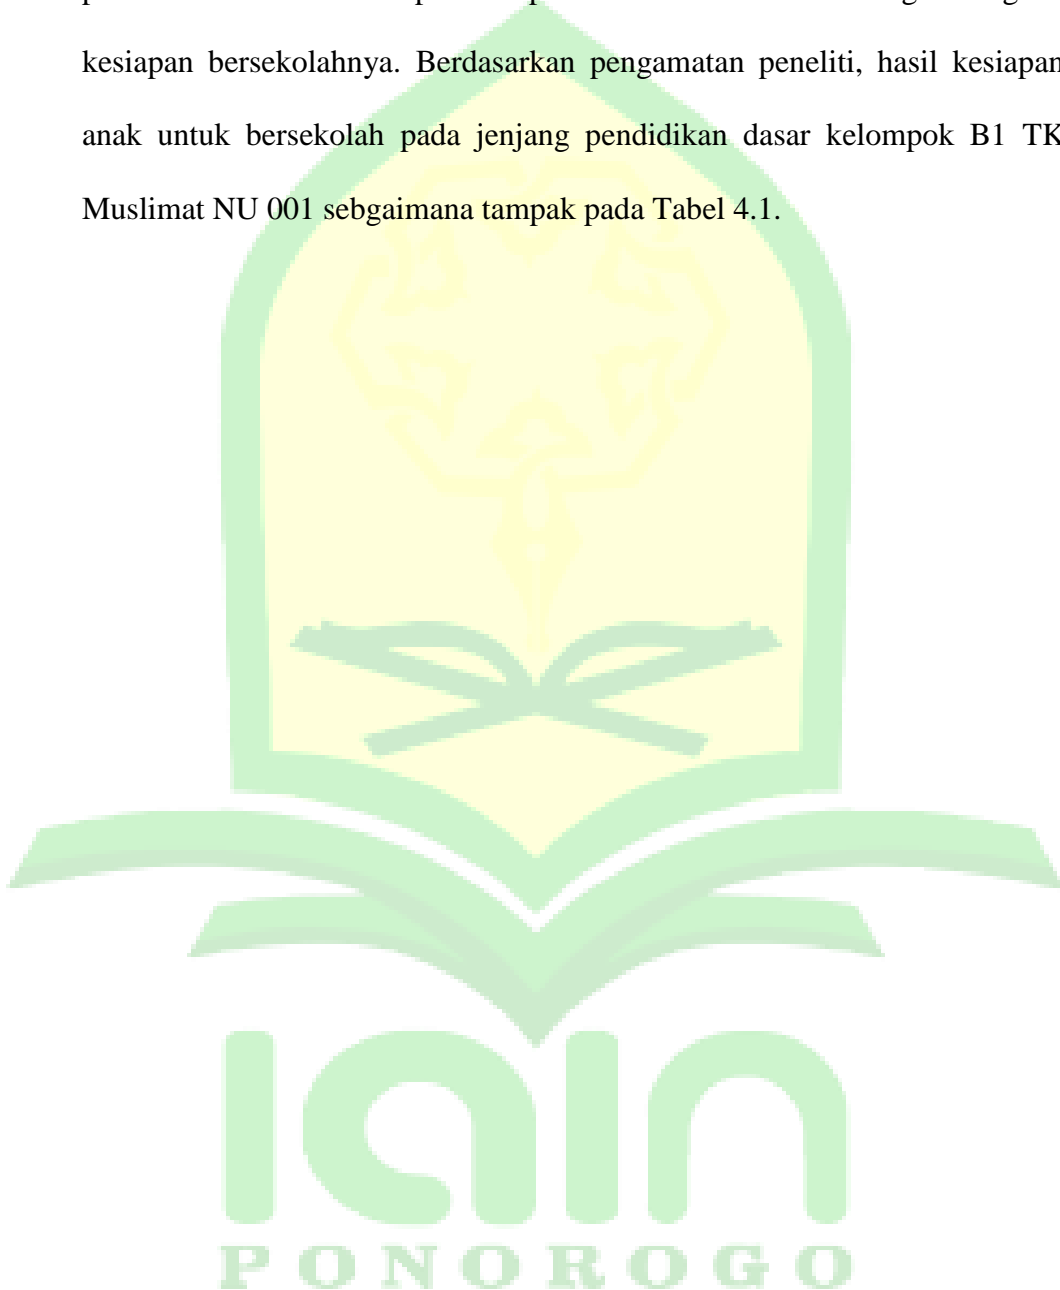 kesiapan bersekolahnya. Berdasarkan pengamatan peneliti, hasil kesiapan
anak untuk bersekolah pada jenjang pendidikan dasar kelompok B1 TK
Muslimat NU 001 sebgaimana tampak pada Tabel 4.1.
iain
PONOROGO